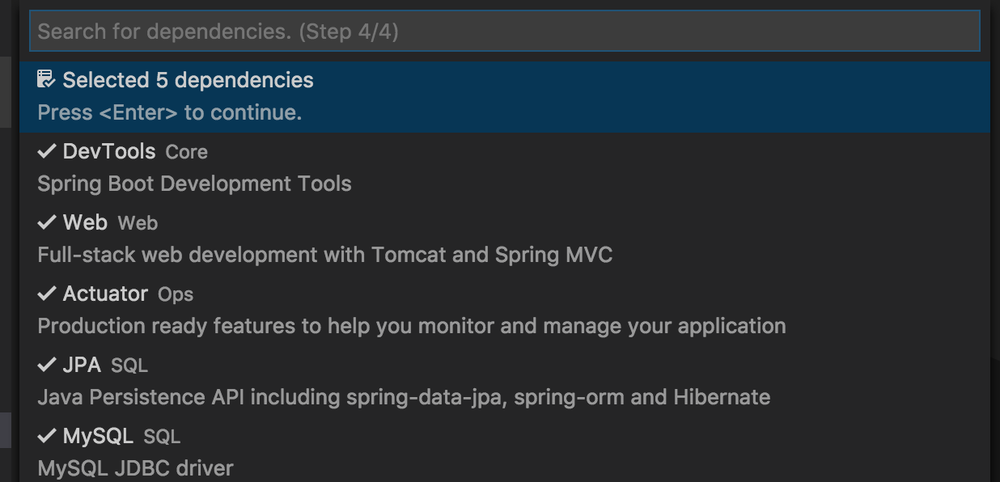 Search for dependencies. (Step 4/4)
Selected 5 dependencies
Press <Enter> to continue.
DevTools Core
Spring Boot Development Tools
Web Web
Full-stack web development with Tomcat and Spring MVC
Actuator Ops
Production ready features to help you monitor and manage your application
JPA SQL
Java Persistence API including spring-data-jpa, spring-orm and Hibernate
MySQL SQL
MySQL JDBC driver